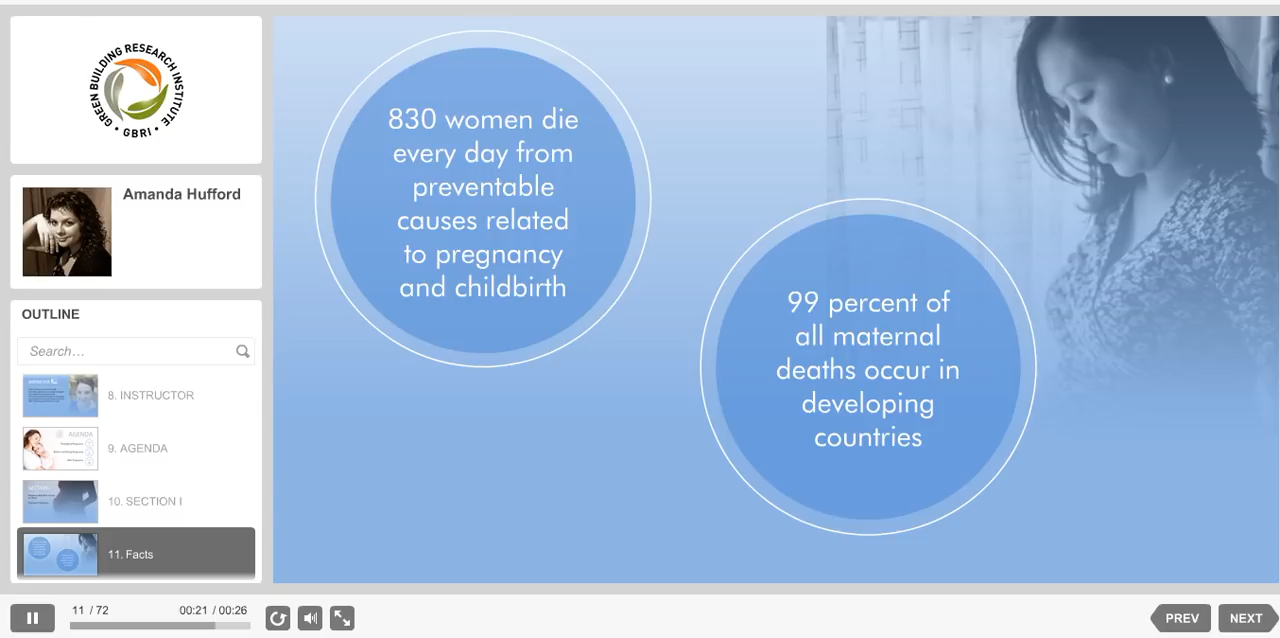 GREEN BUILDING RESEARCH INSTITUTE
• GBRI •
Amanda Hufford
OUTLINE
Search...
8. INSTRUCTOR
AGENDA
9. AGENDA
10. SECTION I
11. Facts
830 women die
every day from
preventable
causes related
to pregnancy
and childbirth
99 percent of
all maternal
deaths occur in
developing
countries
11 / 72
00:21 / 00:26
PREV
NEXT